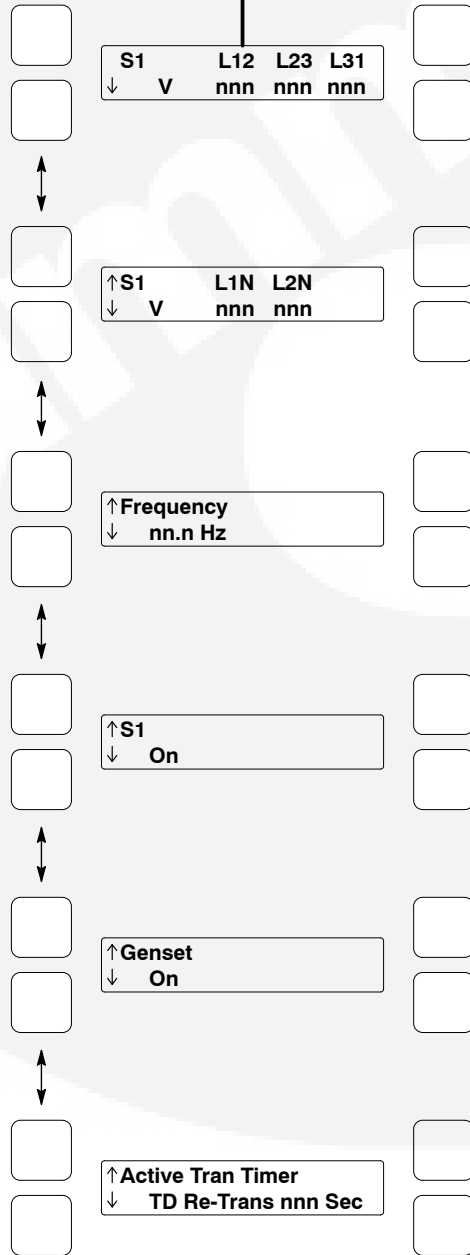 S1 L12 L23 L31
↓ V nnn nnn nnn
↑S1 L1N L2N
↓ V nnn nnn
↑Frequency
↓ nn.n Hz
↑S1
↓ On
↑Genset
↓ On
↑Active Tran Timer
↓ TD Re-Trans nnn Sec